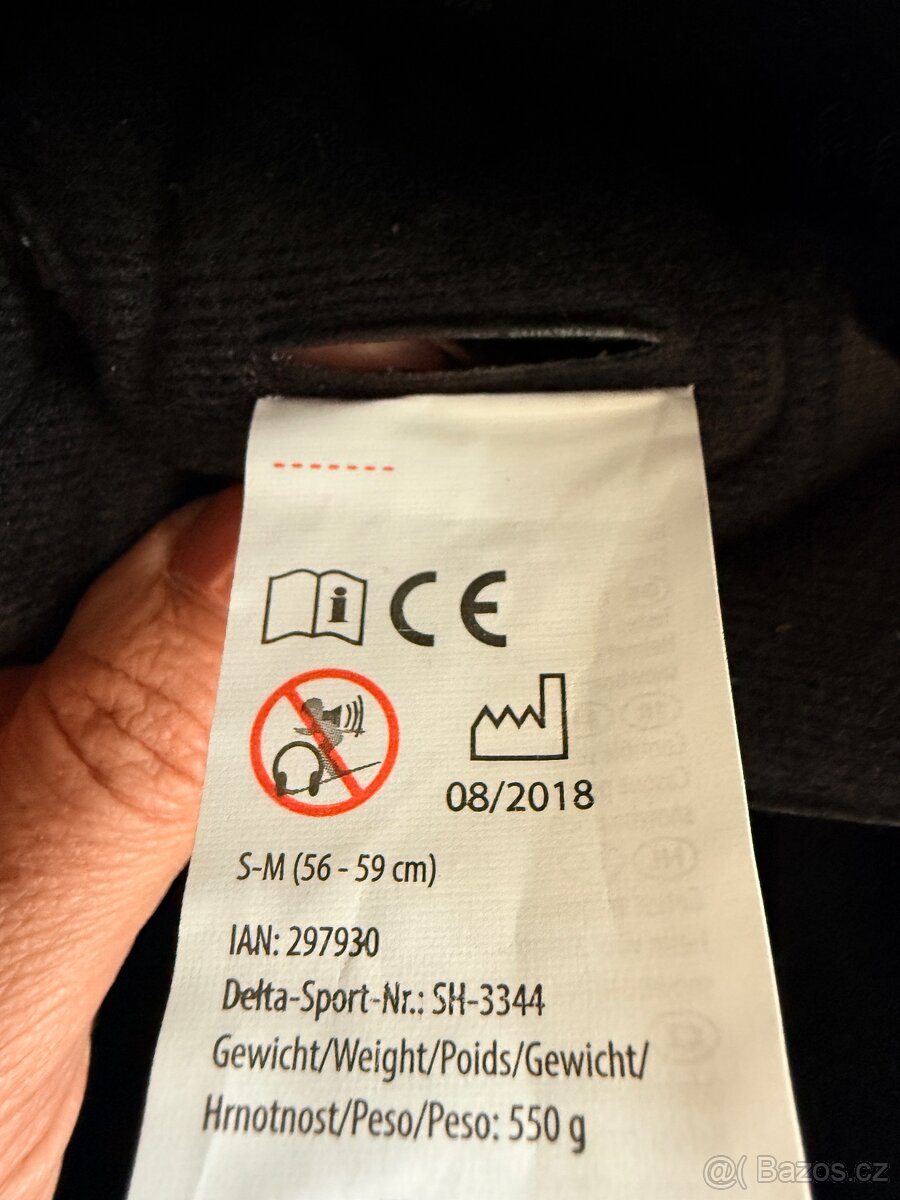 i
CE
08/2018
S-M (56 - 59 cm)
IAN: 297930
Delta-Sport-Nr.: SH-3344
Gewicht/Weight/Poids/Gewicht/
Hrnotnost/Peso/Peso: 550 g
@( Bazos.cz